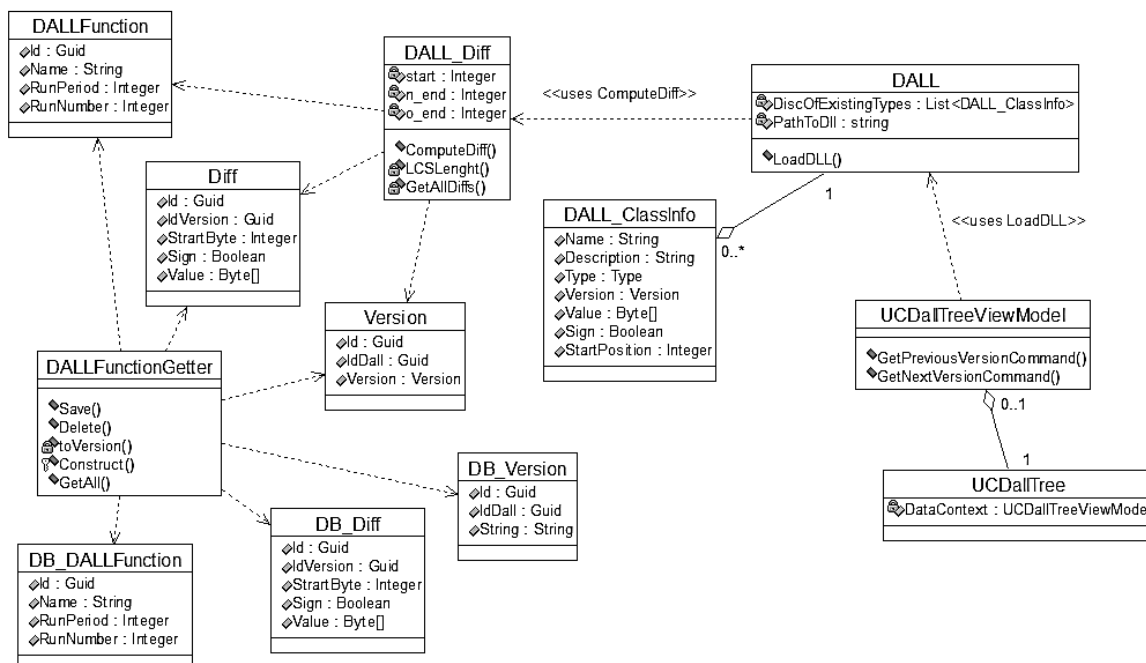 DALLFunction
Id : Guid
Name : String
RunPeriod : Integer
RunNumber : Integer
DALL_Diff
start : Integer
n_end : Integer
o_end : Integer
ComputeDiff()
LCSLenght()
GetAllDiffs()
<<uses ComputeDiff>>
DALL
DiscOfExistingTypes : List<DALL_ClassInfo>
PathToDll : string
LoadDLL()
1
<<uses LoadDLL>>
Diff
Id : Guid
IdVersion : Guid
StrartByte : Integer
Sign : Boolean
Value : Byte[]
DALL_ClassInfo
Name : String
Description : String
Type : Type
Version : Version
Value : Byte[]
Sign : Boolean
StartPosition : Integer
0..*
Version
Id : Guid
IdDall : Guid
Version : Version
UCDallTreeViewModel
GetPreviousVersionCommand()
GetNextVersionCommand()
0..1
1
DALLFunctionGetter
Save()
Delete()
toVersion()
Construct()
GetAll()
DB_Version
Id : Guid
IdDall : Guid
String : String
UCDallTree
DataContext : UCDallTreeViewModel
DB_Diff
Id : Guid
IdVersion : Guid
StrartByte : Integer
Sign : Boolean
Value : Byte[]
DB_DALLFunction
Id : Guid
Name : String
RunPeriod : Integer
RunNumber : Integer